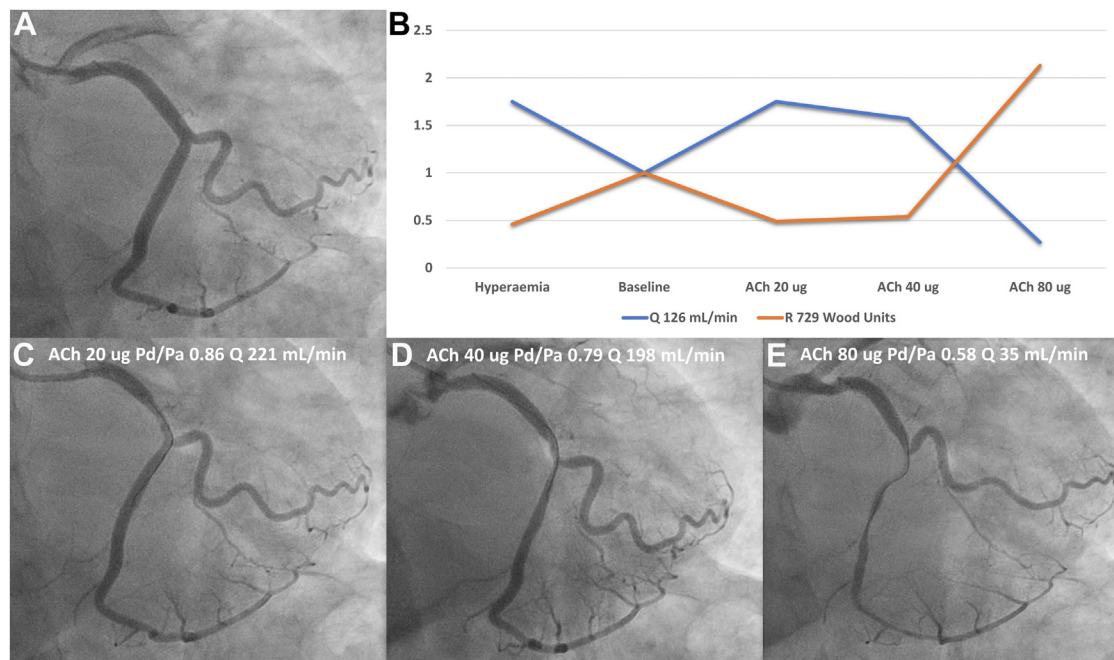 A
B
2.5
2
1.5
1
0.5
0
Hyperaemia Baseline ACh 20 ug ACh 40 ug ACh 80 ug
Q 126 mL/min R 729 Wood Units
C ACh 20 ug Pd/Pa 0.86 Q 221 mL/min
D ACh 40 ug Pd/Pa 0.79 Q 198 mL/min
E ACh 80 ug Pd/Pa 0.58 Q 35 mL/min